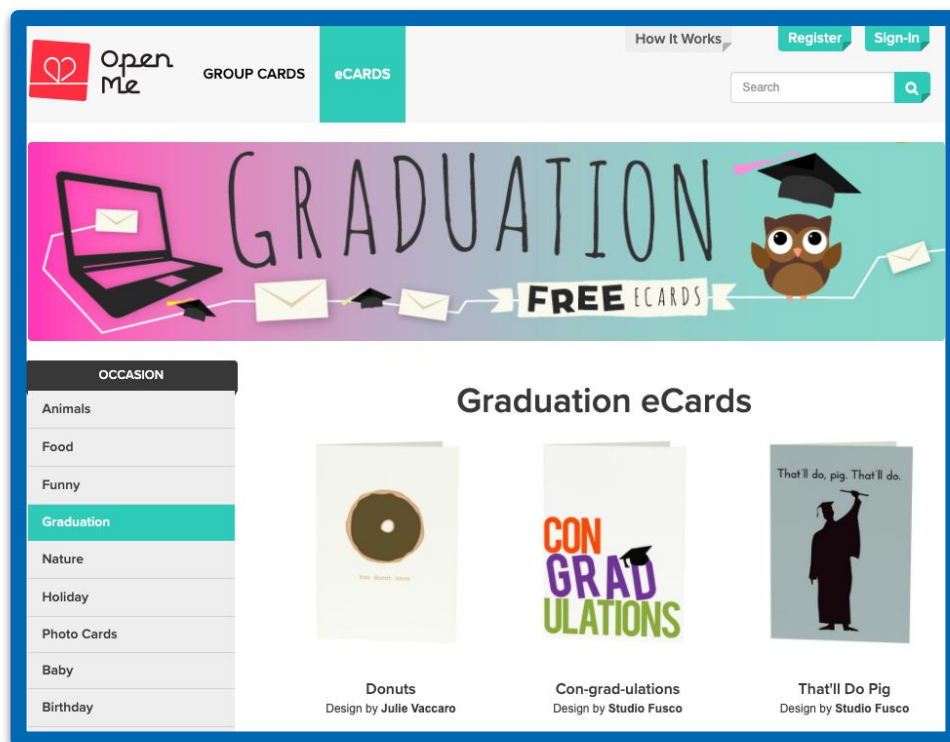 Open
Me
GROUP CARDS
eCARDS
How It Works
Register
Sign-In
Search
GRADUATION
FREE ECARDS
OCCASION
Animals
Food
Funny
Graduation
Nature
Holiday
Photo Cards
Baby
Birthday
Graduation eCards
You donut know
CON
GRAD
ULATIONS
That'll do, pig. That'll do.
Donuts
Design by Julie Vaccaro
Con-grad-ulations
Design by Studio Fusco
That'll Do Pig
Design by Studio Fusco